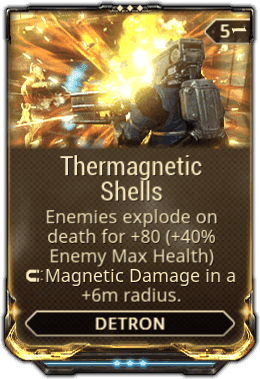 5
Thermagnetic
Shells
Enemies explode on
death for +80 (+40%
Enemy Max Health)
Magnetic Damage in a
+6m radius.
DETRON